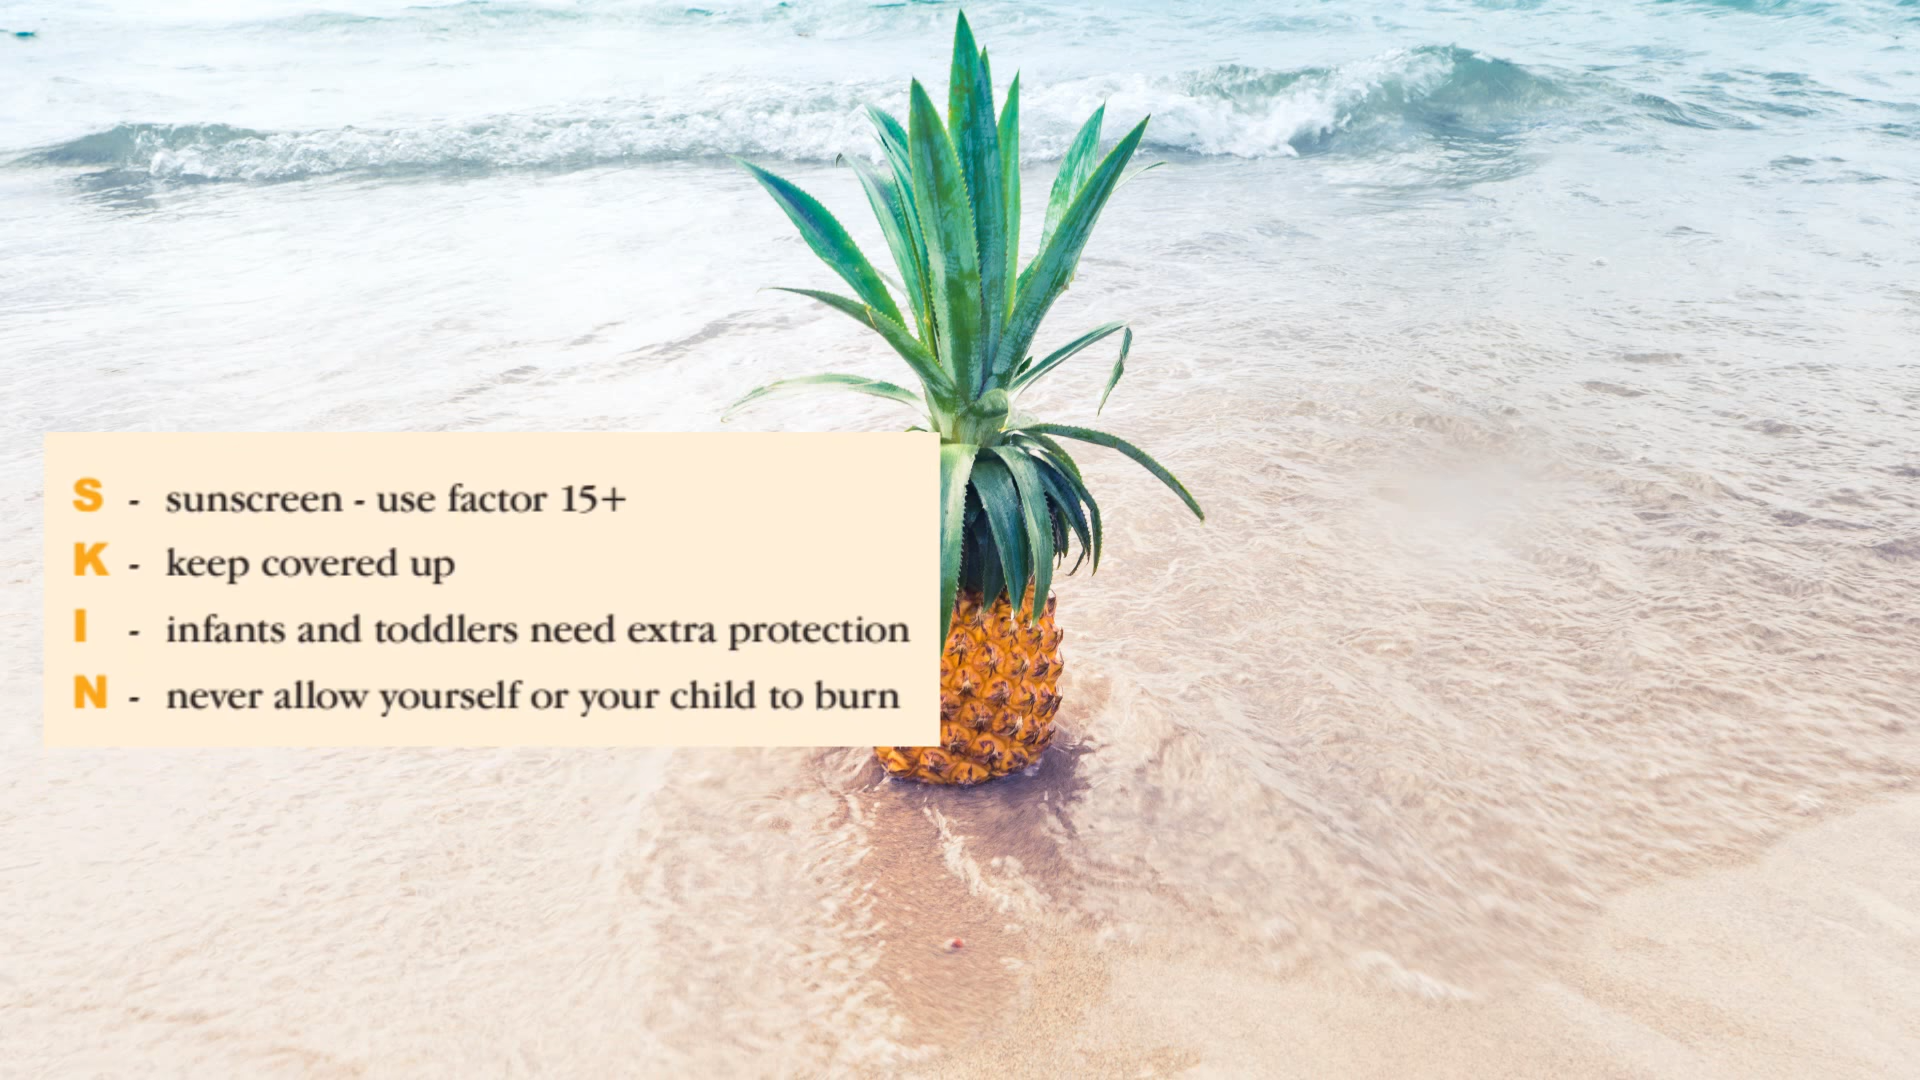 S - sunscreen - use factor 15+
K - keep covered up
I - infants and toddlers need extra protection
N - never allow yourself or your child to burn